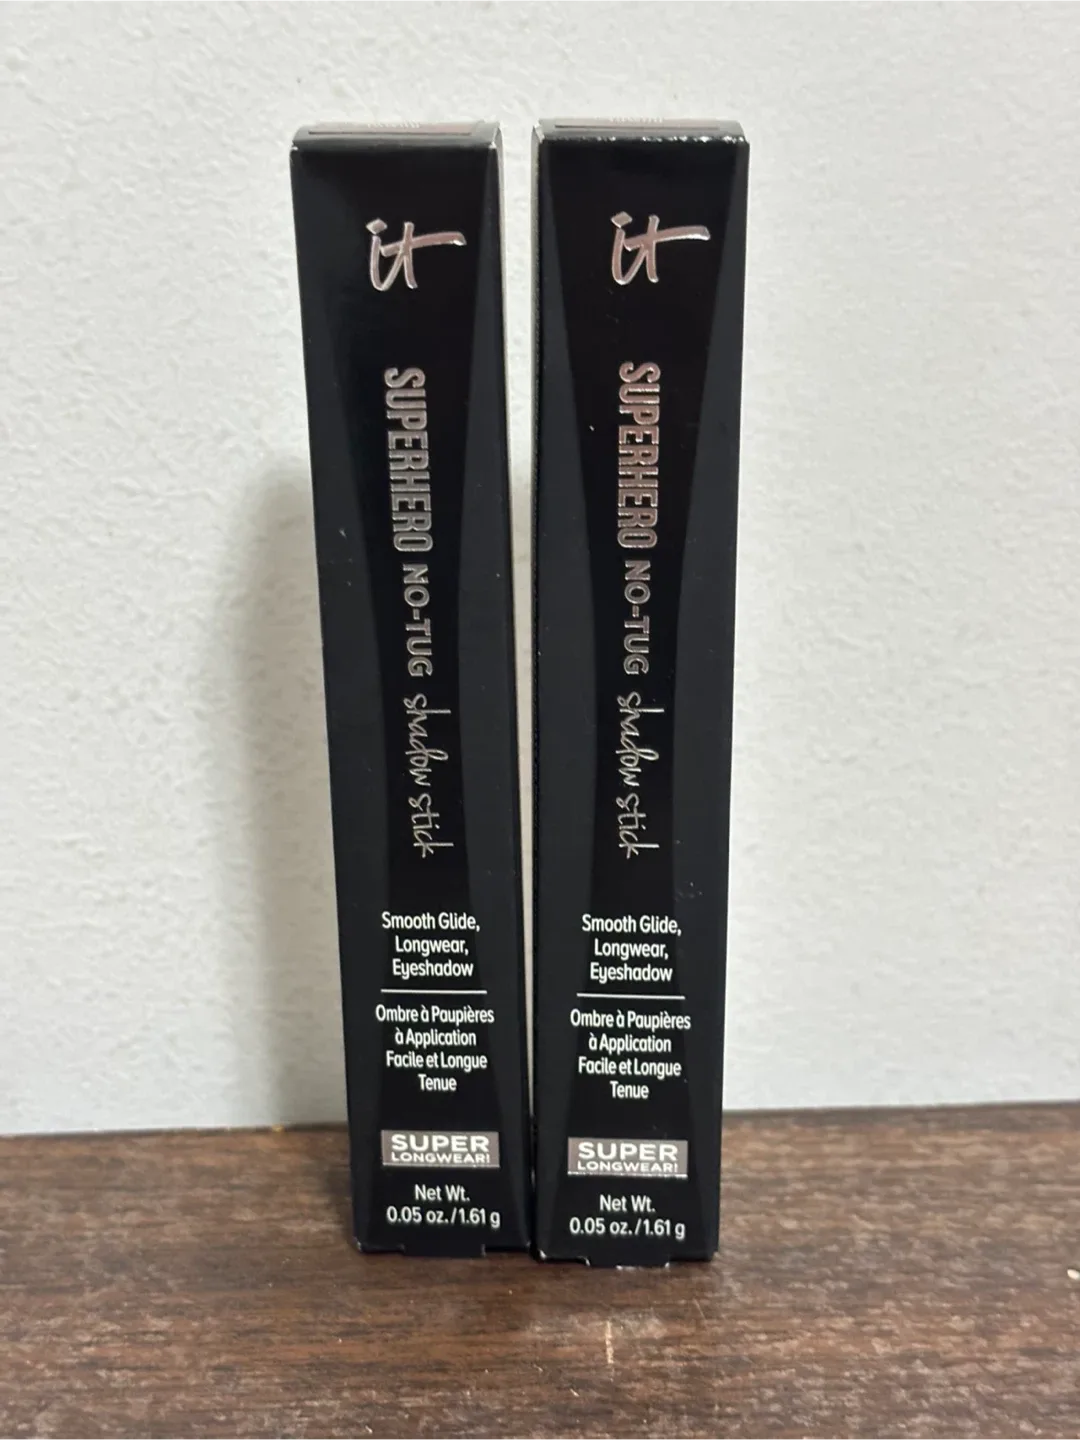 it
SUPERHERO NO-TUG shadow stick
Smooth Glide,
Longwear,
Eyeshadow
Ombre à Paupières
à Application
Facile et Longue
Tenue
SUPER
LONGWEAR!
Net Wt.
0.05 oz./1.61 g
it
SUPERHERO NO-TUG shadow stick
Smooth Glide,
Longwear,
Eyeshadow
Ombre à Paupières
à Application
Facile et Longue
Tenue
SUPER
LONGWEAR!
Net Wt.
0.05 oz./1.61 g